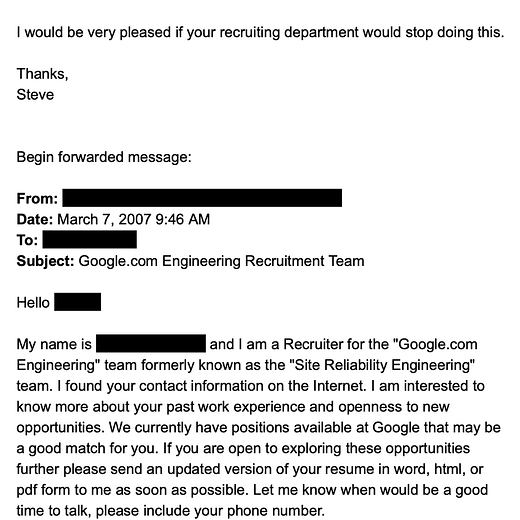 I would be very pleased if your recruiting department would stop doing this.
Thanks,
Steve
Begin forwarded message:
From:
Date: March 7, 2007 9:46 AM
To:
Subject: Google.com Engineering Recruitment Team
Hello
My name is and I am a Recruiter for the "Google.com
Engineering" team formerly known as the "Site Reliability Engineering"
team. I found your contact information on the Internet. I am interested to
know more about your past work experience and openness to new
opportunities. We currently have positions available at Google that may be
a good match for you. If you are open to exploring these opportunities
further please send an updated version of your resume in word, html, or
pdf form to me as soon as possible. Let me know when would be a good
time to talk, please include your phone number.